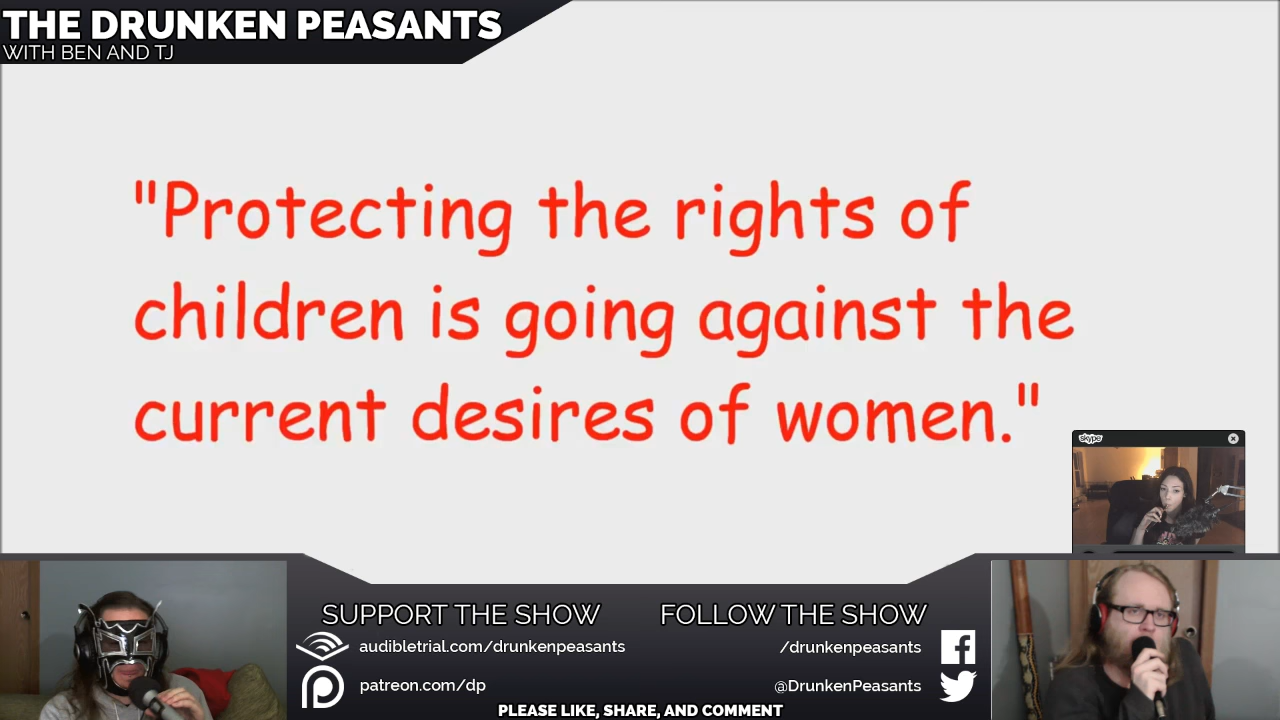 THE DRUNKEN PEASANTS
WITH BEN AND TJ
"Protecting the rights of
children is going against the
current desires of women."
skype
SUPPORT THE SHOW
audibletrial.com/drunkenpeasants
patreon.com/dp
FOLLOW THE SHOW
/drunkenpeasants
@DrunkenPeasants
PLEASE LIKE, SHARE, AND COMMENT